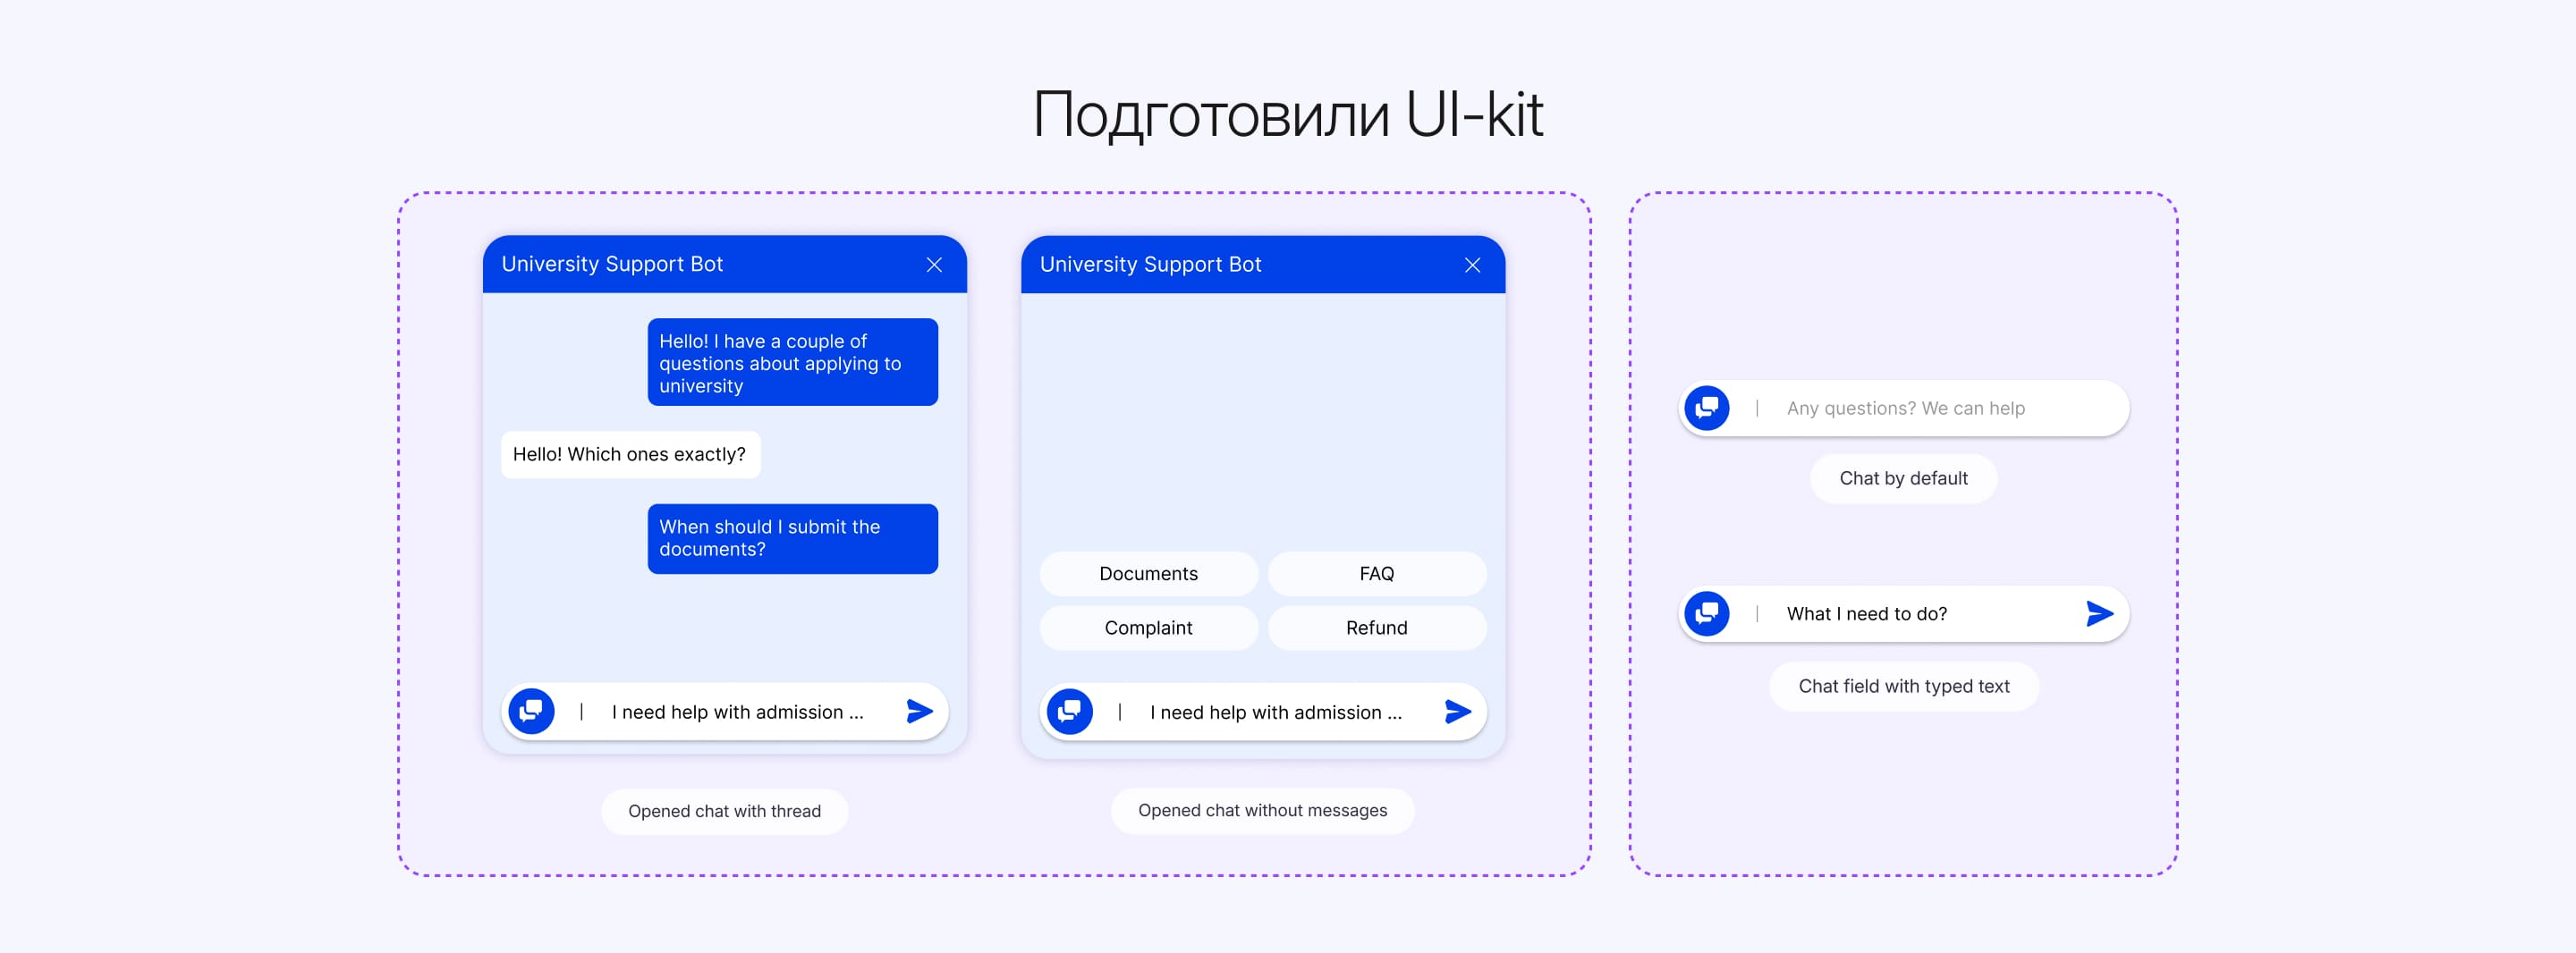 Подготовили UI-kit
University Support Bot
Hello! I have a couple of
questions about applying to
university
Hello! Which ones exactly?
When should I submit the
documents?
I need help with admission ...
Opened chat with thread
University Support Bot
Documents
FAQ
Complaint
Refund
I need help with admission ...
Opened chat without messages
Any questions? We can help
Chat by default
What I need to do?
Chat field with typed text